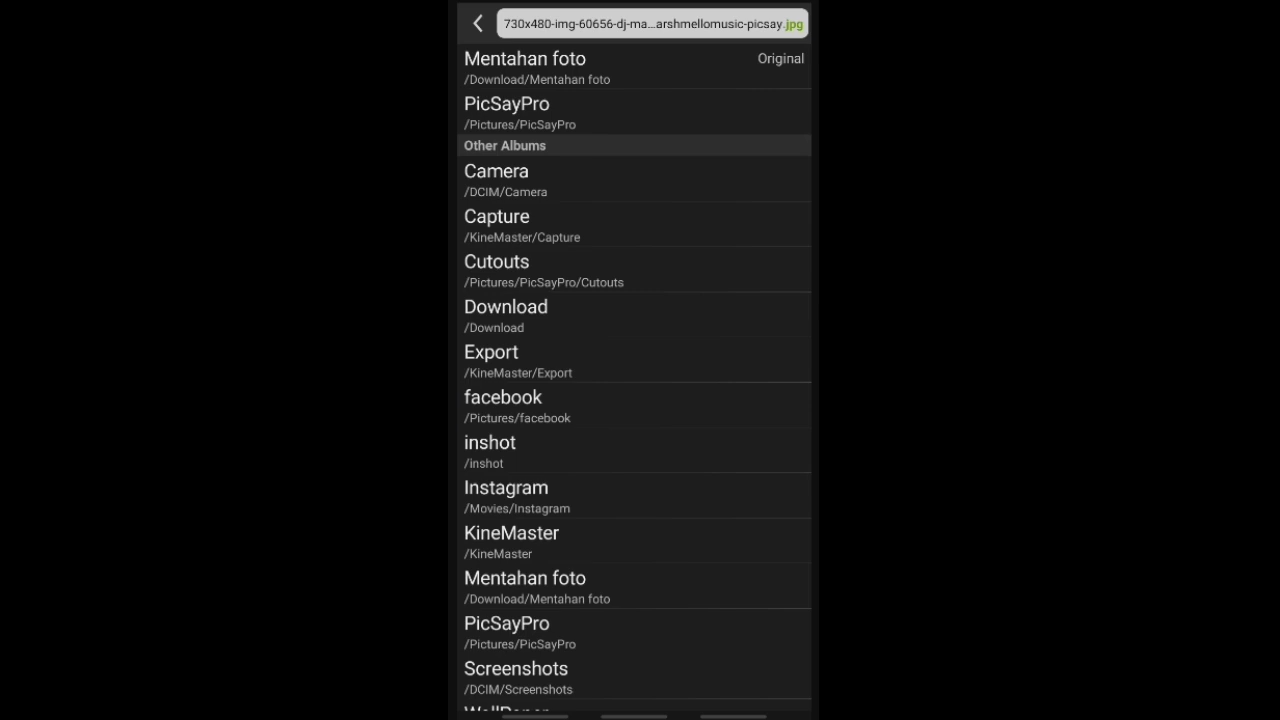 730x480-img-60656-dj-ma...arshmellomusic-picsay.jpg
Mentahan foto
Original
/Download/Mentahan foto
PicSayPro
/Pictures/PicSayPro
Other Albums
Camera
/DCIM/Camera
Capture
/KineMaster/Capture
Cutouts
/Pictures/PicSayPro/Cutouts
Download
/Download
Export
/KineMaster/Export
facebook
/Pictures/facebook
inshot
/inshot
Instagram
/Movies/Instagram
KineMaster
/KineMaster
Mentahan foto
/Download/Mentahan foto
PicSayPro
/Pictures/PicSayPro
Screenshots
/DCIM/Screenshots